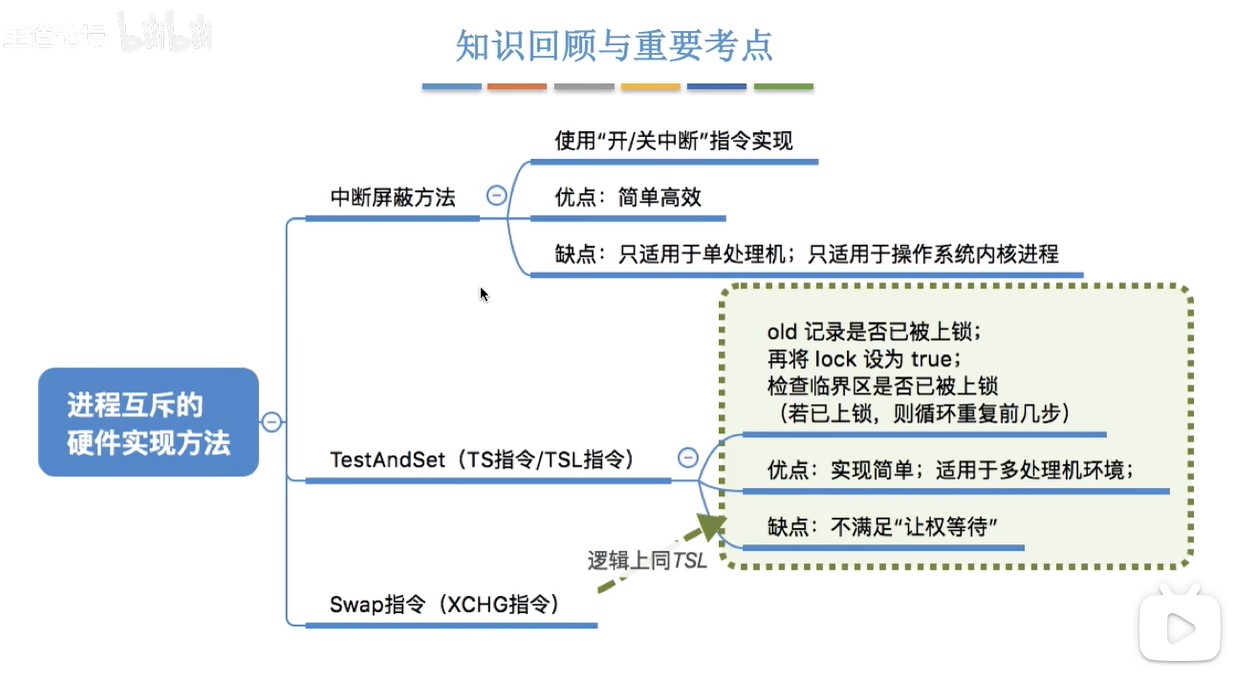 王道论坛 bilibili
知识回顾与重要考点
使用“开/关中断”指令实现
中断屏蔽方法
优点：简单高效
缺点：只适用于单处理机；只适用于操作系统内核进程
进程互斥的
硬件实现方法
old 记录是否已被上锁；
再将 lock 设为 true；
检查临界区是否已被上锁
（若已上锁，则循环重复前几步）
TestAndSet（TS指令/TSL指令）
优点：实现简单；适用于多处理机环境；
缺点：不满足“让权等待”
逻辑上同TSL
Swap指令（XCHG指令）